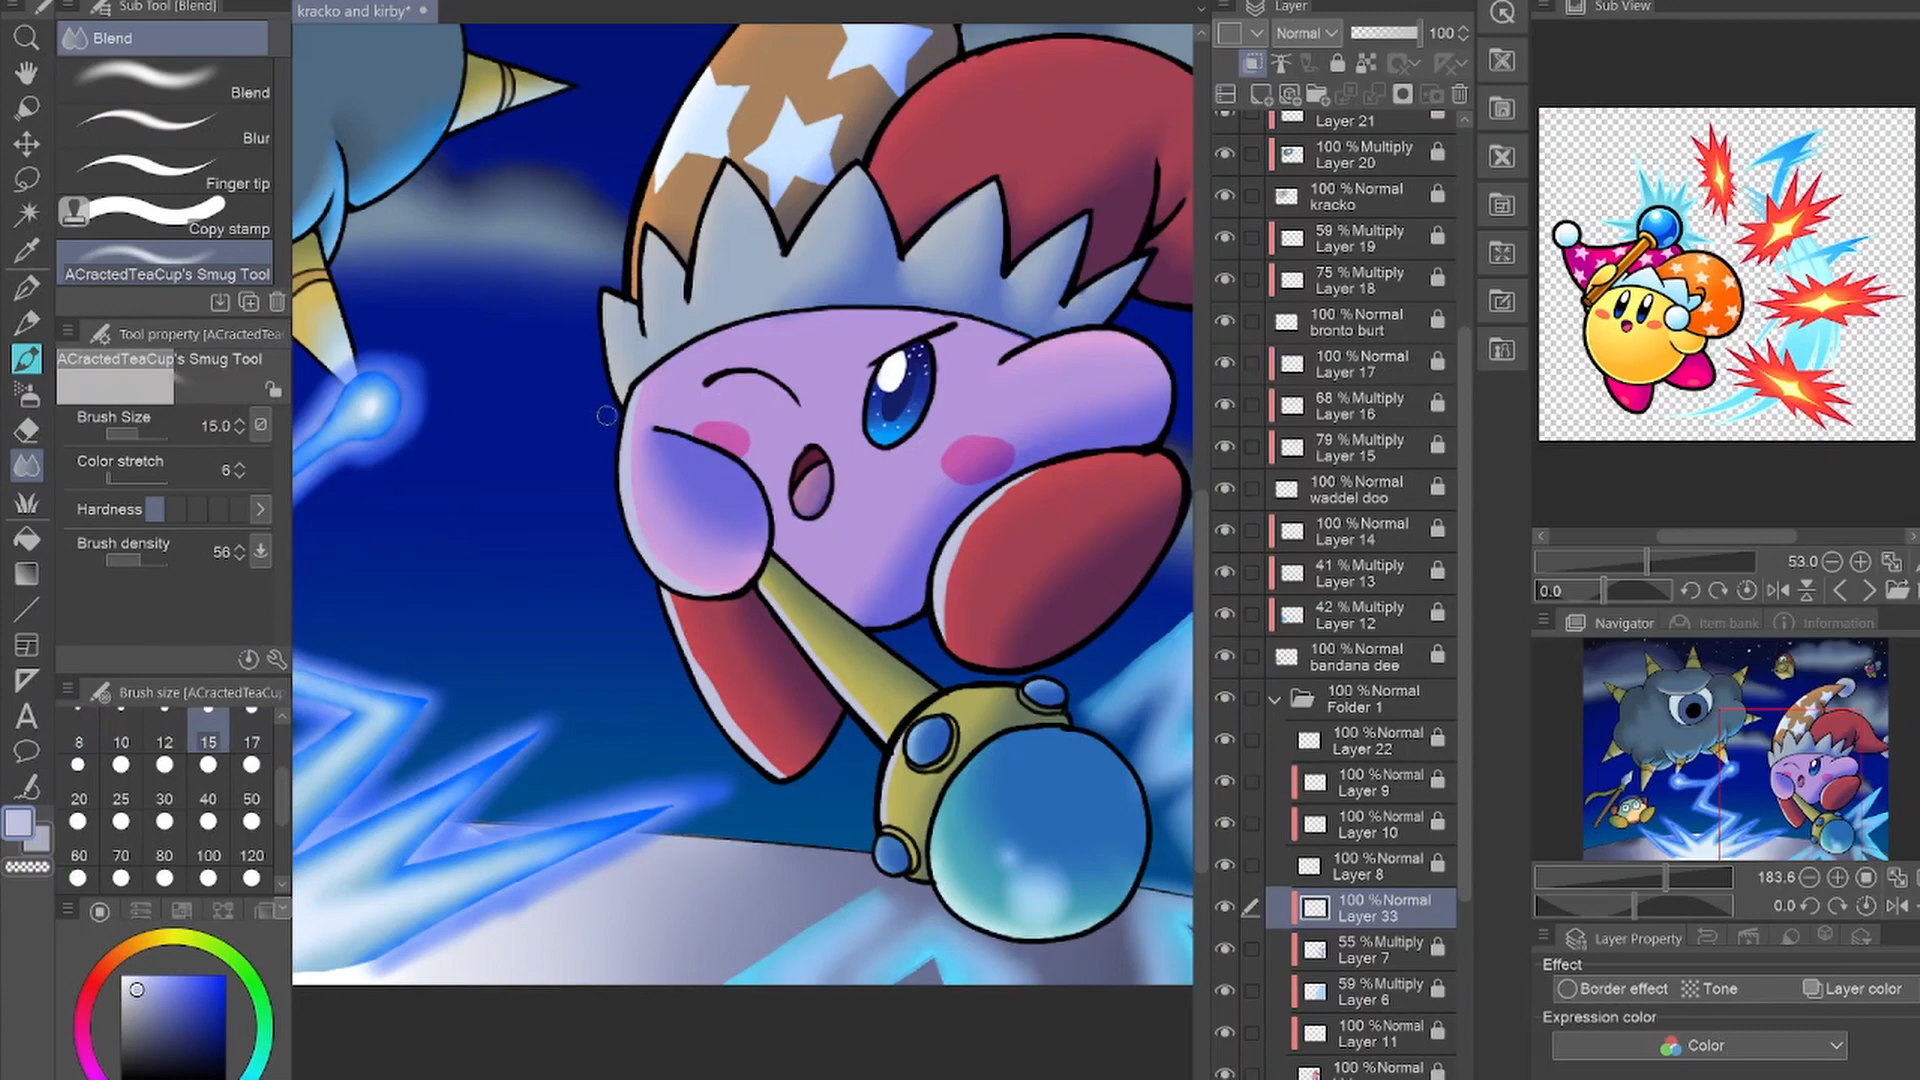 Sub Tool [Blend]
Blend
Blend
Blur
Finger tip
Copy stamp
ACractedTeaCup's Smug Tool
Tool property [ACractedTea
ACractedTeaCup's Smug Tool
Brush Size 15.0
Color stretch 6
Hardness
Brush density 56
Brush size [ACractedTeaCu
8 10 12 15 17
20 25 30 40 50
60 70 80 100 120
A
kracko and kirby*
Layer
Normal 100
Layer 21
100 %Multiply
Layer 20
100 %Normal
kracko
59 %Multiply
Layer 19
75 %Multiply
Layer 18
100 %Normal
bronto burt
100 %Normal
Layer 17
68 %Multiply
Layer 16
79 %Multiply
Layer 15
100 %Normal
waddel doo
100 %Normal
Layer 14
41 %Multiply
Layer 13
42 %Multiply
Layer 12
100 %Normal
bandana dee
100 %Normal
Folder 1
100 %Normal
Layer 22
100 %Normal
Layer 9
100 %Normal
Layer 10
100 %Normal
Layer 8
100 %Normal
Layer 33
55 %Multiply
Layer 7
59 %Multiply
Layer 6
100 %Normal
Layer 11
100 %Normal
Sub View
53.0
0.0
Navigator Item bank Information
183.6
0.0
Layer Property
Effect
Border effect Tone Layer color
Expression color
Color